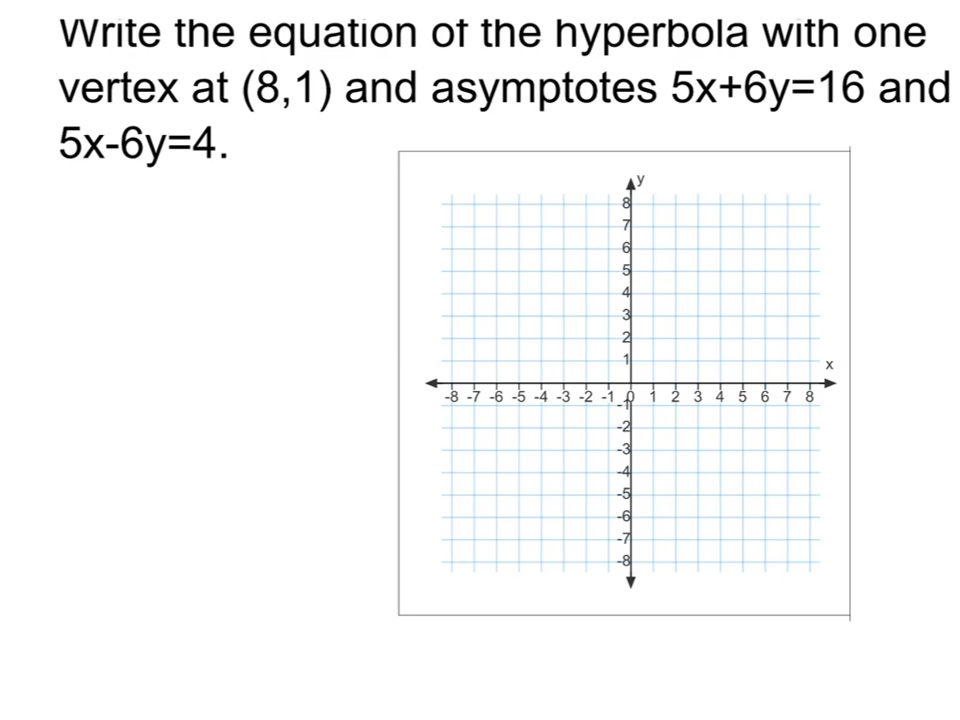 Write the equation of the hyperbola with one
vertex at (8,1) and asymptotes 5x+6y=16 and
5x-6y=4.
y
8
7
6
5
4
3
2
1
x
-8 -7 -6 -5 -4 -3 -2 -1 0 1 2 3 4 5 6 7 8
-1
-2
-3
-4
-5
-6
-7
-8